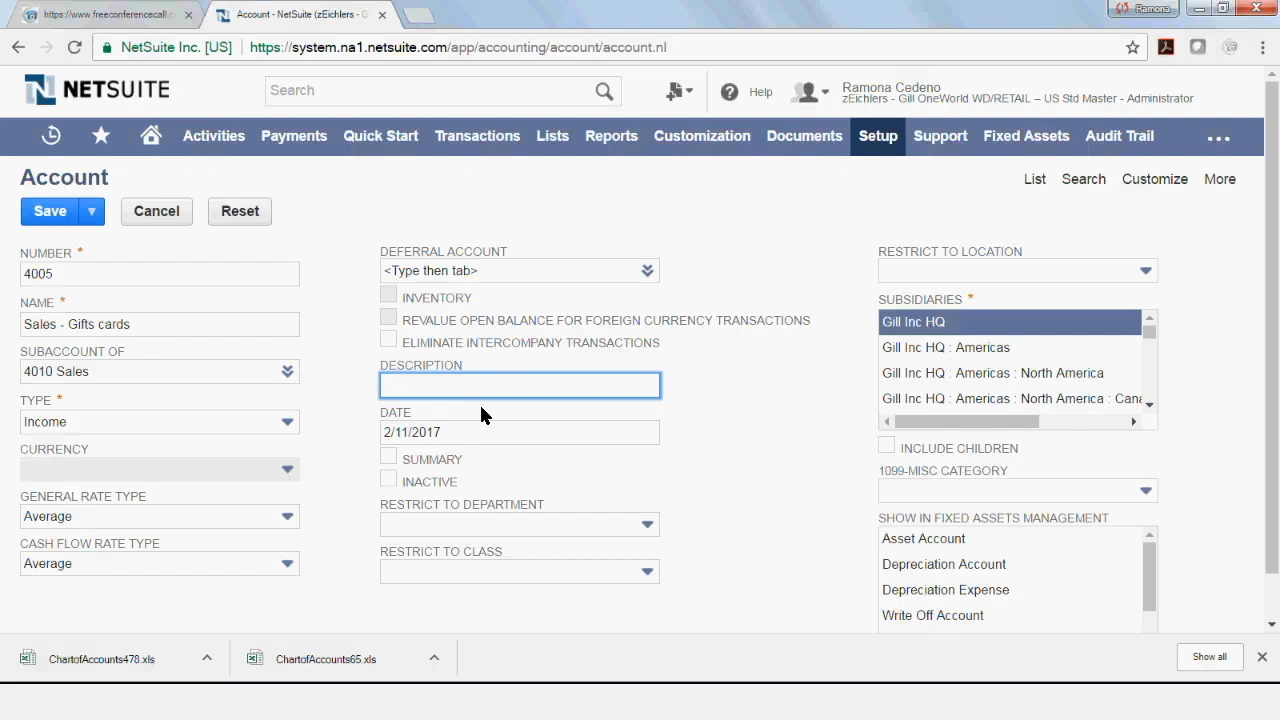 https://www.freeconferencecall.c
Account - NetSuite (zEichlers - G
Ramona
NetSuite Inc. [US]
https://system.na1.netsuite.com/app/accounting/account/account.nl
NETSUITE
Search
Help
Ramona Cedeno
zEichlers - Gill OneWorld WD/RETAIL – US Std Master - Administrator
Activities
Payments
Quick Start
Transactions
Lists
Reports
Customization
Documents
Setup
Support
Fixed Assets
Audit Trail
Account
List
Search
Customize
More
Save
Cancel
Reset
NUMBER *
4005
NAME *
Sales - Gifts cards
SUBACCOUNT OF
4010 Sales
TYPE *
Income
CURRENCY
GENERAL RATE TYPE
Average
CASH FLOW RATE TYPE
Average
DEFERRAL ACCOUNT
<Type then tab>
INVENTORY
REVALUE OPEN BALANCE FOR FOREIGN CURRENCY TRANSACTIONS
ELIMINATE INTERCOMPANY TRANSACTIONS
DESCRIPTION
DATE
2/11/2017
SUMMARY
INACTIVE
RESTRICT TO DEPARTMENT
RESTRICT TO CLASS
RESTRICT TO LOCATION
SUBSIDIARIES *
Gill Inc HQ
Gill Inc HQ : Americas
Gill Inc HQ : Americas : North America
Gill Inc HQ : Americas : North America : Cana
INCLUDE CHILDREN
1099-MISC CATEGORY
SHOW IN FIXED ASSETS MANAGEMENT
Asset Account
Depreciation Account
Depreciation Expense
Write Off Account
ChartofAccounts478.xls
ChartofAccounts65.xls
Show all